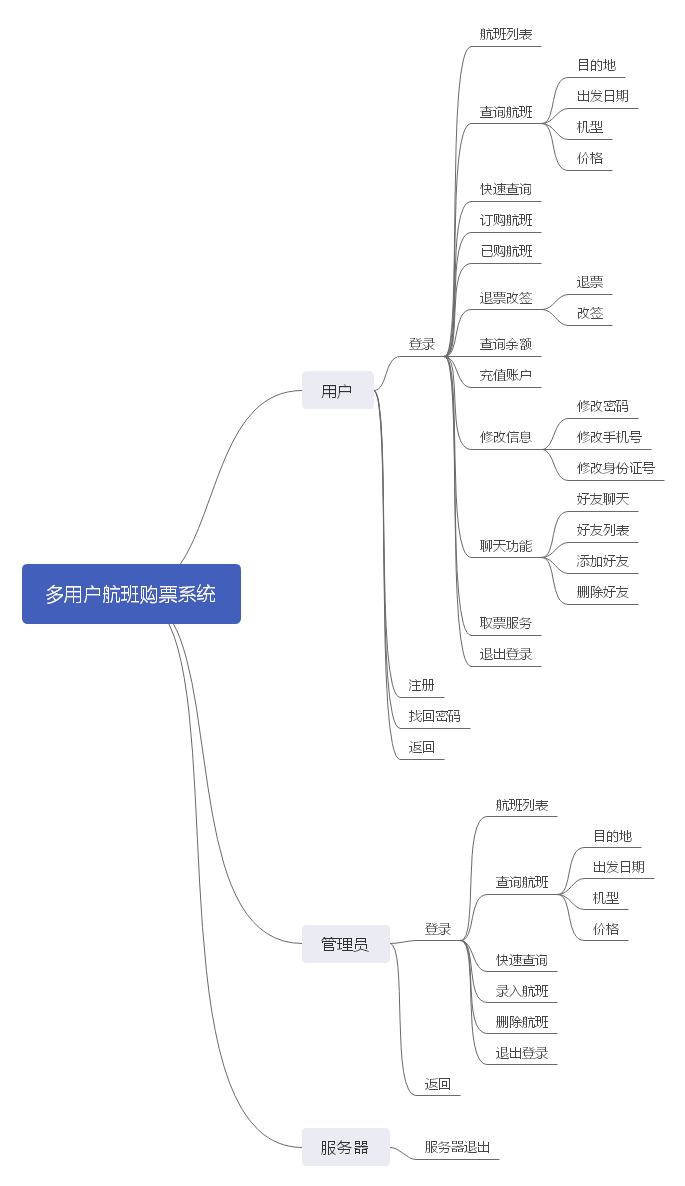 多用户航班购票系统
用户
登录
航班列表
查询航班
目的地
出发日期
机型
价格
快速查询
订购航班
已购航班
退票改签
退票
改签
查询余额
充值账户
修改信息
修改密码
修改手机号
修改身份证号
聊天功能
好友聊天
好友列表
添加好友
删除好友
取票服务
退出登录
注册
找回密码
返回
管理员
登录
航班列表
查询航班
目的地
出发日期
机型
价格
快速查询
录入航班
删除航班
退出登录
返回
服务器
服务器退出